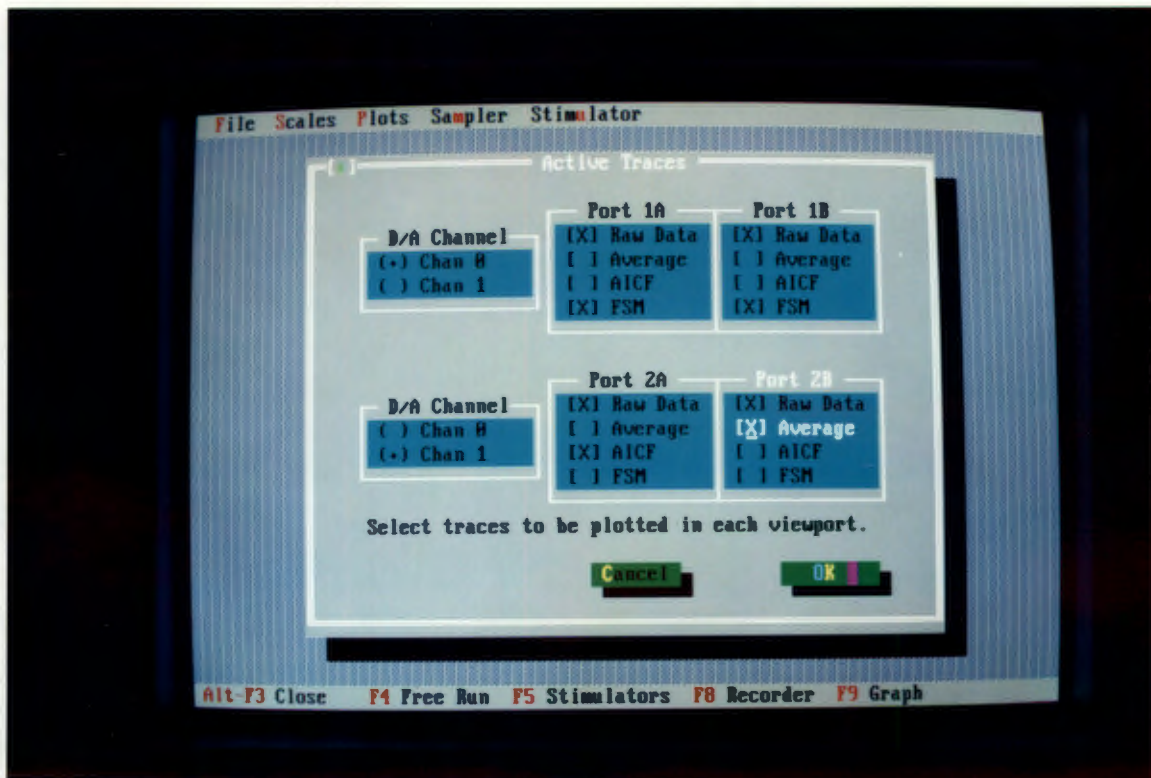 File Scales Plots Sampler Stimulator
Active Traces
D/A Channel
(•) Chan 0
( ) Chan 1
Port 1A
[X] Raw Data
[ ] Average
[ ] AICF
[X] FSM
Port 1B
[X] Raw Data
[ ] Average
[ ] AICF
[X] FSM
D/A Channel
( ) Chan 0
(•) Chan 1
Port 2A
[X] Raw Data
[ ] Average
[X] AICF
[ ] FSM
Port 2B
[X] Raw Data
[X] Average
[ ] AICF
[ ] FSM
Select traces to be plotted in each viewport.
Cancel OK
Alt-F3 Close F4 Free Run F5 Stimulators F8 Recorder F9 Graph